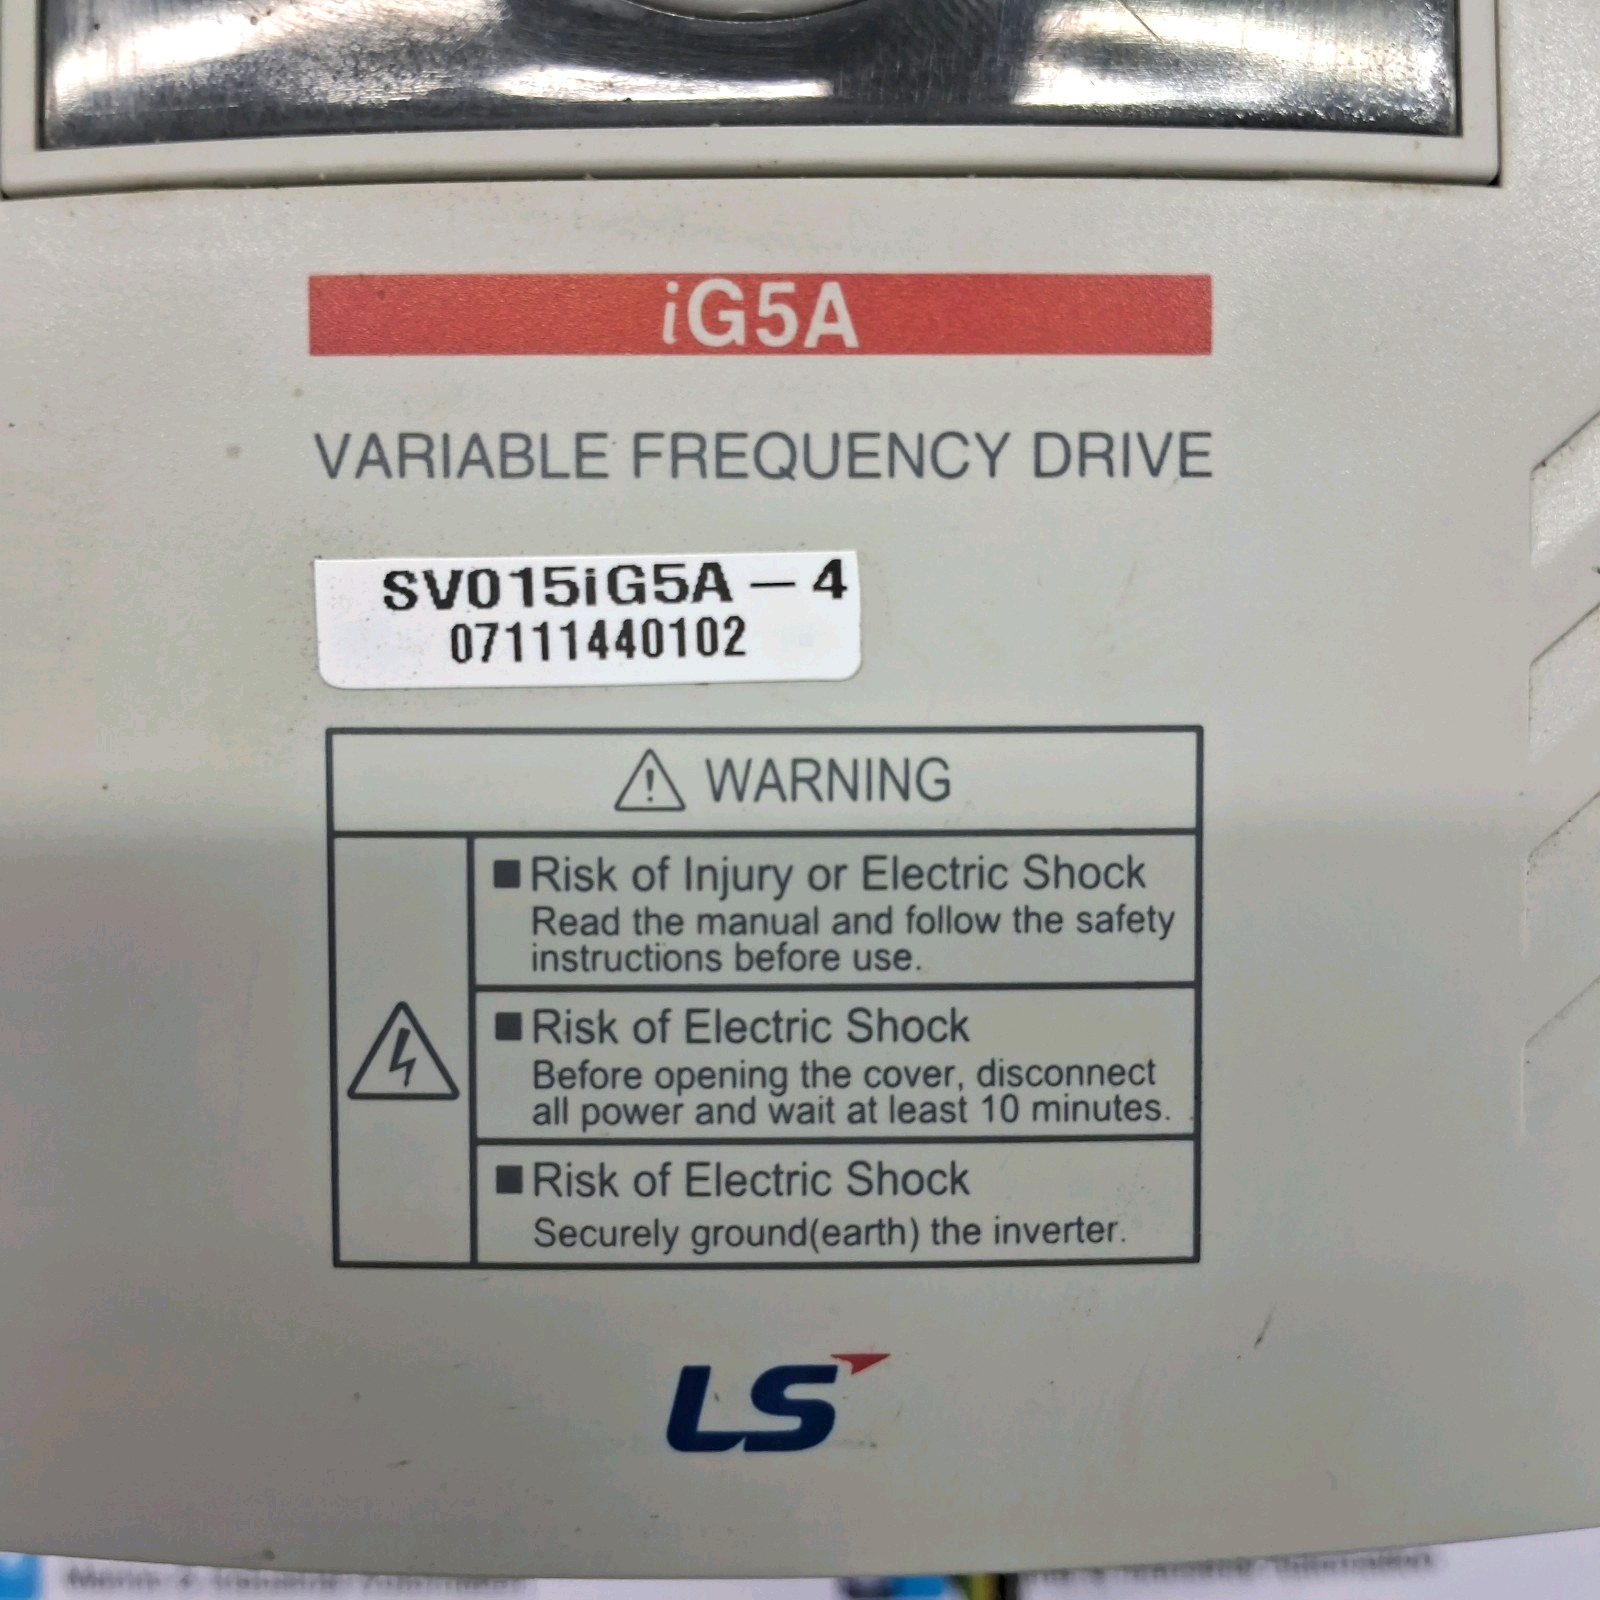 iG5A
VARIABLE FREQUENCY DRIVE
SV015iG5A-4
07111440102
WARNING
■ Risk of Injury or Electric Shock
Read the manual and follow the safety
instructions before use.
■ Risk of Electric Shock
Before opening the cover, disconnect
all power and wait at least 10 minutes.
■ Risk of Electric Shock
Securely ground(earth) the inverter.
LS